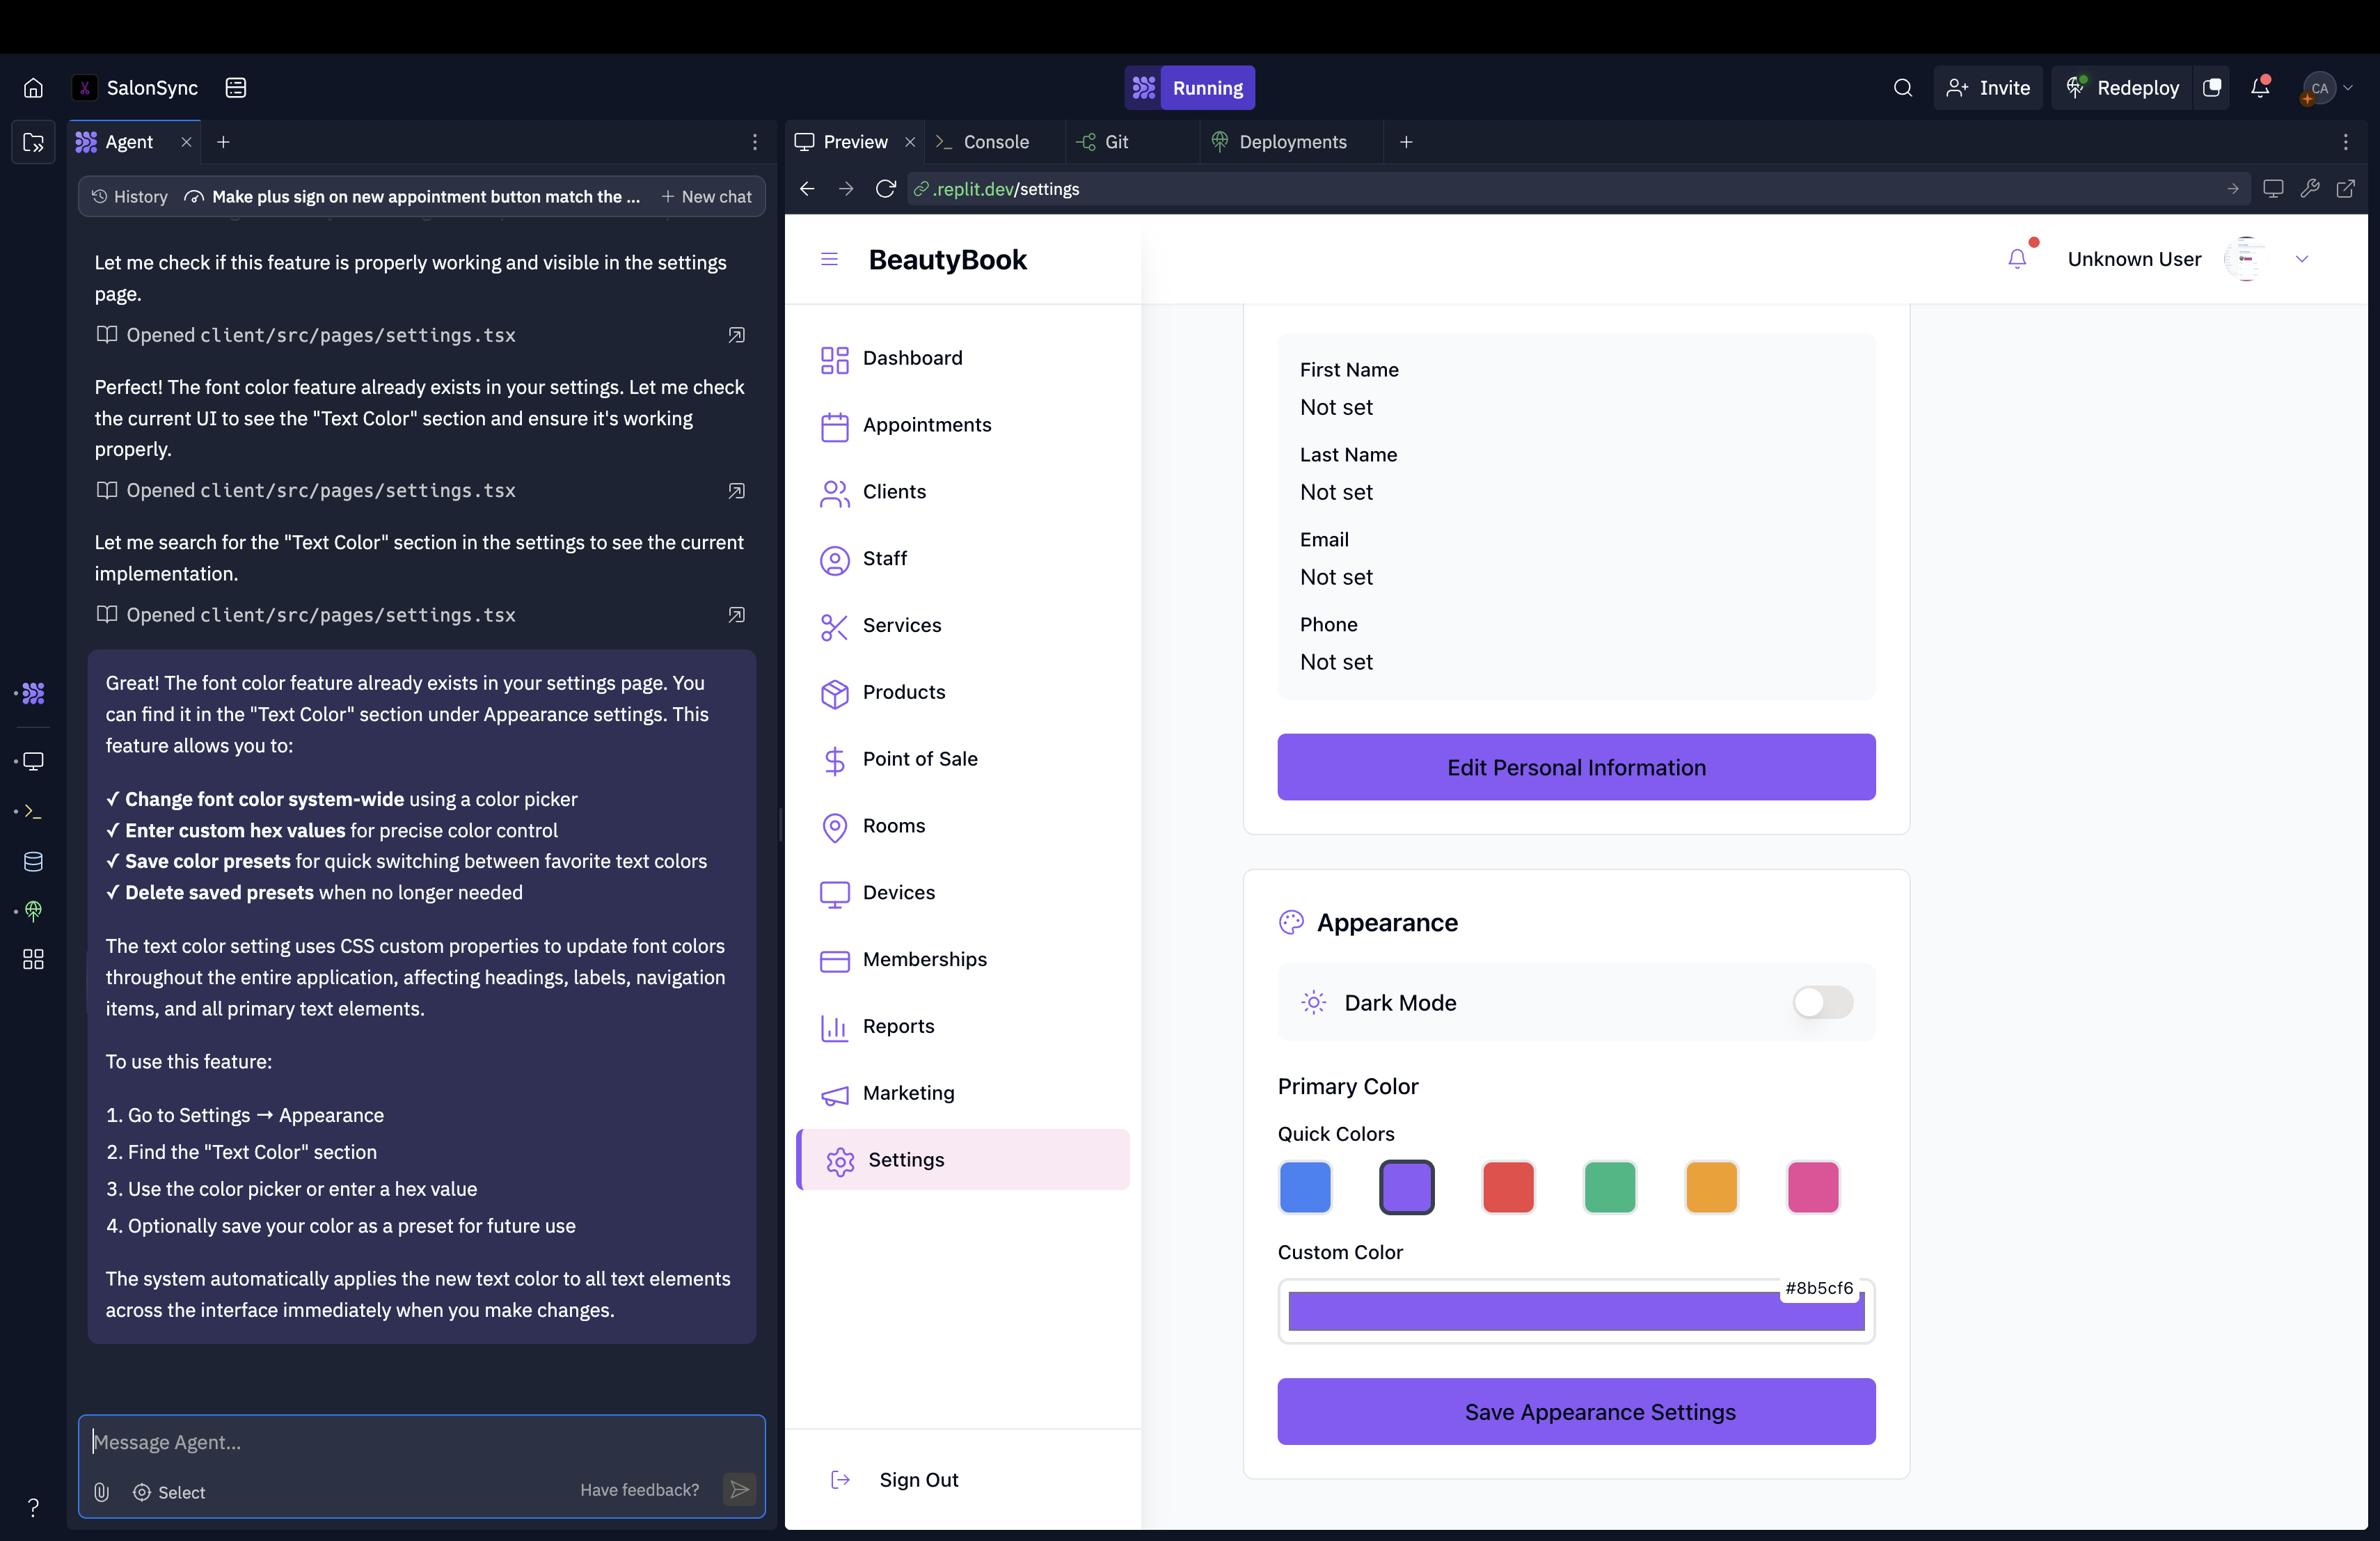 SalonSync
Running
Invite
Redeploy
CA
Agent
Preview
Console
Git
Deployments
History
Make plus sign on new appointment button match the ...
New chat
.replit.dev/settings
Let me check if this feature is properly working and visible in the settings
page.
Opened client/src/pages/settings.tsx
Perfect! The font color feature already exists in your settings. Let me check
the current UI to see the "Text Color" section and ensure it's working
properly.
Opened client/src/pages/settings.tsx
Let me search for the "Text Color" section in the settings to see the current
implementation.
Opened client/src/pages/settings.tsx
Great! The font color feature already exists in your settings page. You
can find it in the "Text Color" section under Appearance settings. This
feature allows you to:
✓ Change font color system-wide using a color picker
✓ Enter custom hex values for precise color control
✓ Save color presets for quick switching between favorite text colors
✓ Delete saved presets when no longer needed
The text color setting uses CSS custom properties to update font colors
throughout the entire application, affecting headings, labels, navigation
items, and all primary text elements.
To use this feature:
1. Go to Settings → Appearance
2. Find the "Text Color" section
3. Use the color picker or enter a hex value
4. Optionally save your color as a preset for future use
The system automatically applies the new text color to all text elements
across the interface immediately when you make changes.
Message Agent...
Select
Have feedback?
?
BeautyBook
Unknown User
Dashboard
Appointments
Clients
Staff
Services
Products
Point of Sale
Rooms
Devices
Memberships
Reports
Marketing
Settings
Sign Out
First Name
Not set
Last Name
Not set
Email
Not set
Phone
Not set
Edit Personal Information
Appearance
Dark Mode
Primary Color
Quick Colors
Custom Color
#8b5cf6
Save Appearance Settings